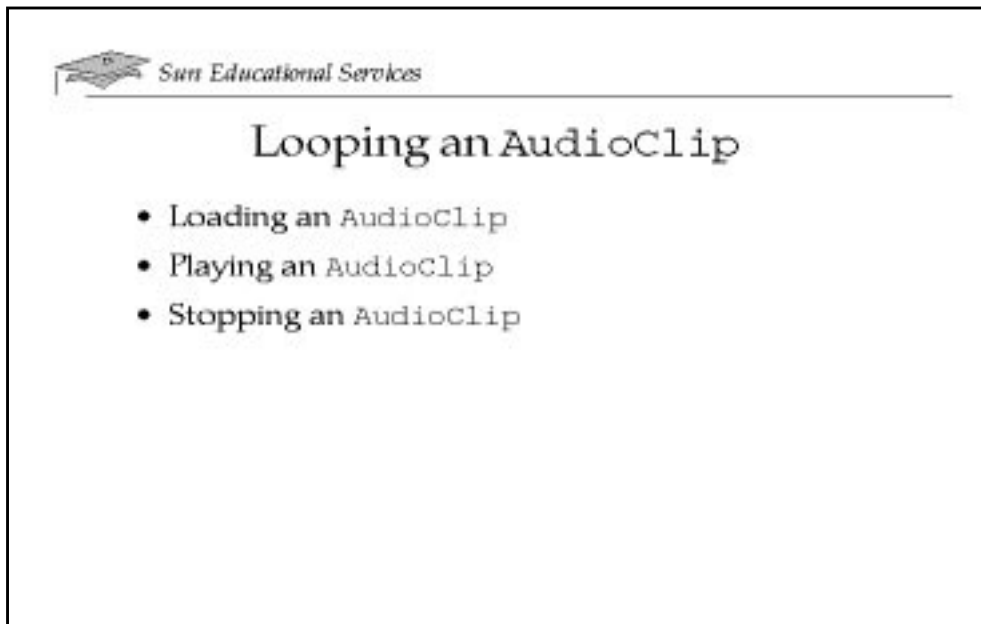 Sun Educational Services
Looping an AudioClip
• Loading an AudioClip
• Playing an AudioClip
• Stopping an AudioClip